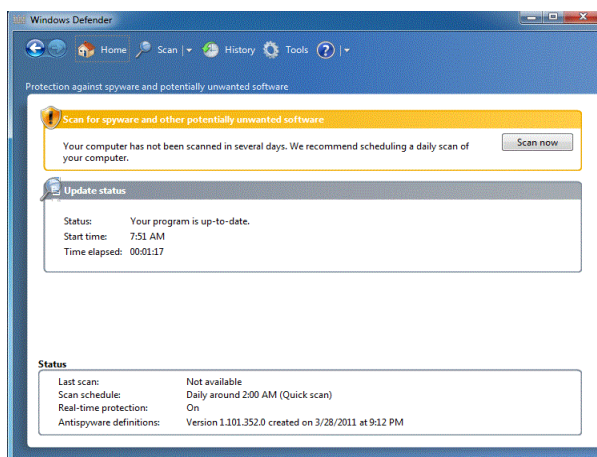 Windows Defender
Home Scan History Tools
Protection against spyware and potentially unwanted software
Scan for spyware and other potentially unwanted software
Your computer has not been scanned in several days. We recommend scheduling a daily scan of
your computer.
Scan now
Update status
Status: Your program is up-to-date.
Start time: 7:51 AM
Time elapsed: 00:01:17
Status
Last scan: Not available
Scan schedule: Daily around 2:00 AM (Quick scan)
Real-time protection: On
Antispyware definitions: Version 1.101.352.0 created on 3/28/2011 at 9:12 PM